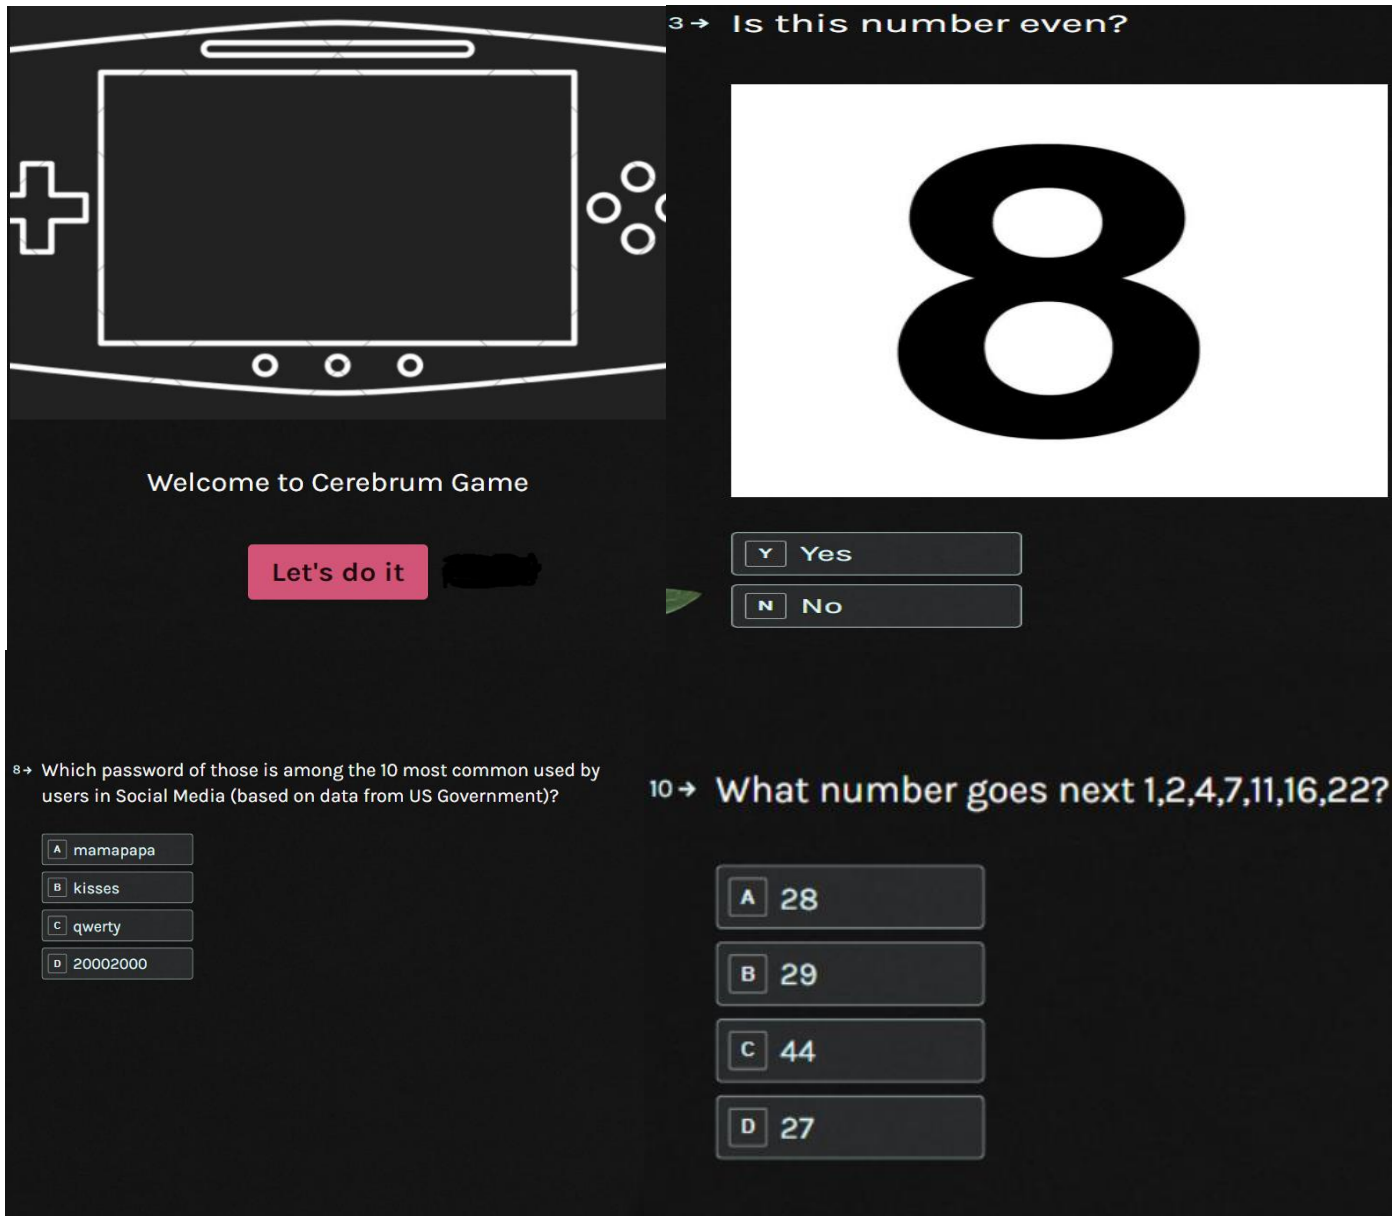 Welcome to Cerebrum Game
Let's do it
3→ Is this number even?
8
Y Yes
N No
8→ Which password of those is among the 10 most common used by
users in Social Media (based on data from US Government)?
A mamapapa
B kisses
C qwerty
D 20002000
10→ What number goes next 1,2,4,7,11,16,22?
A 28
B 29
C 44
D 27